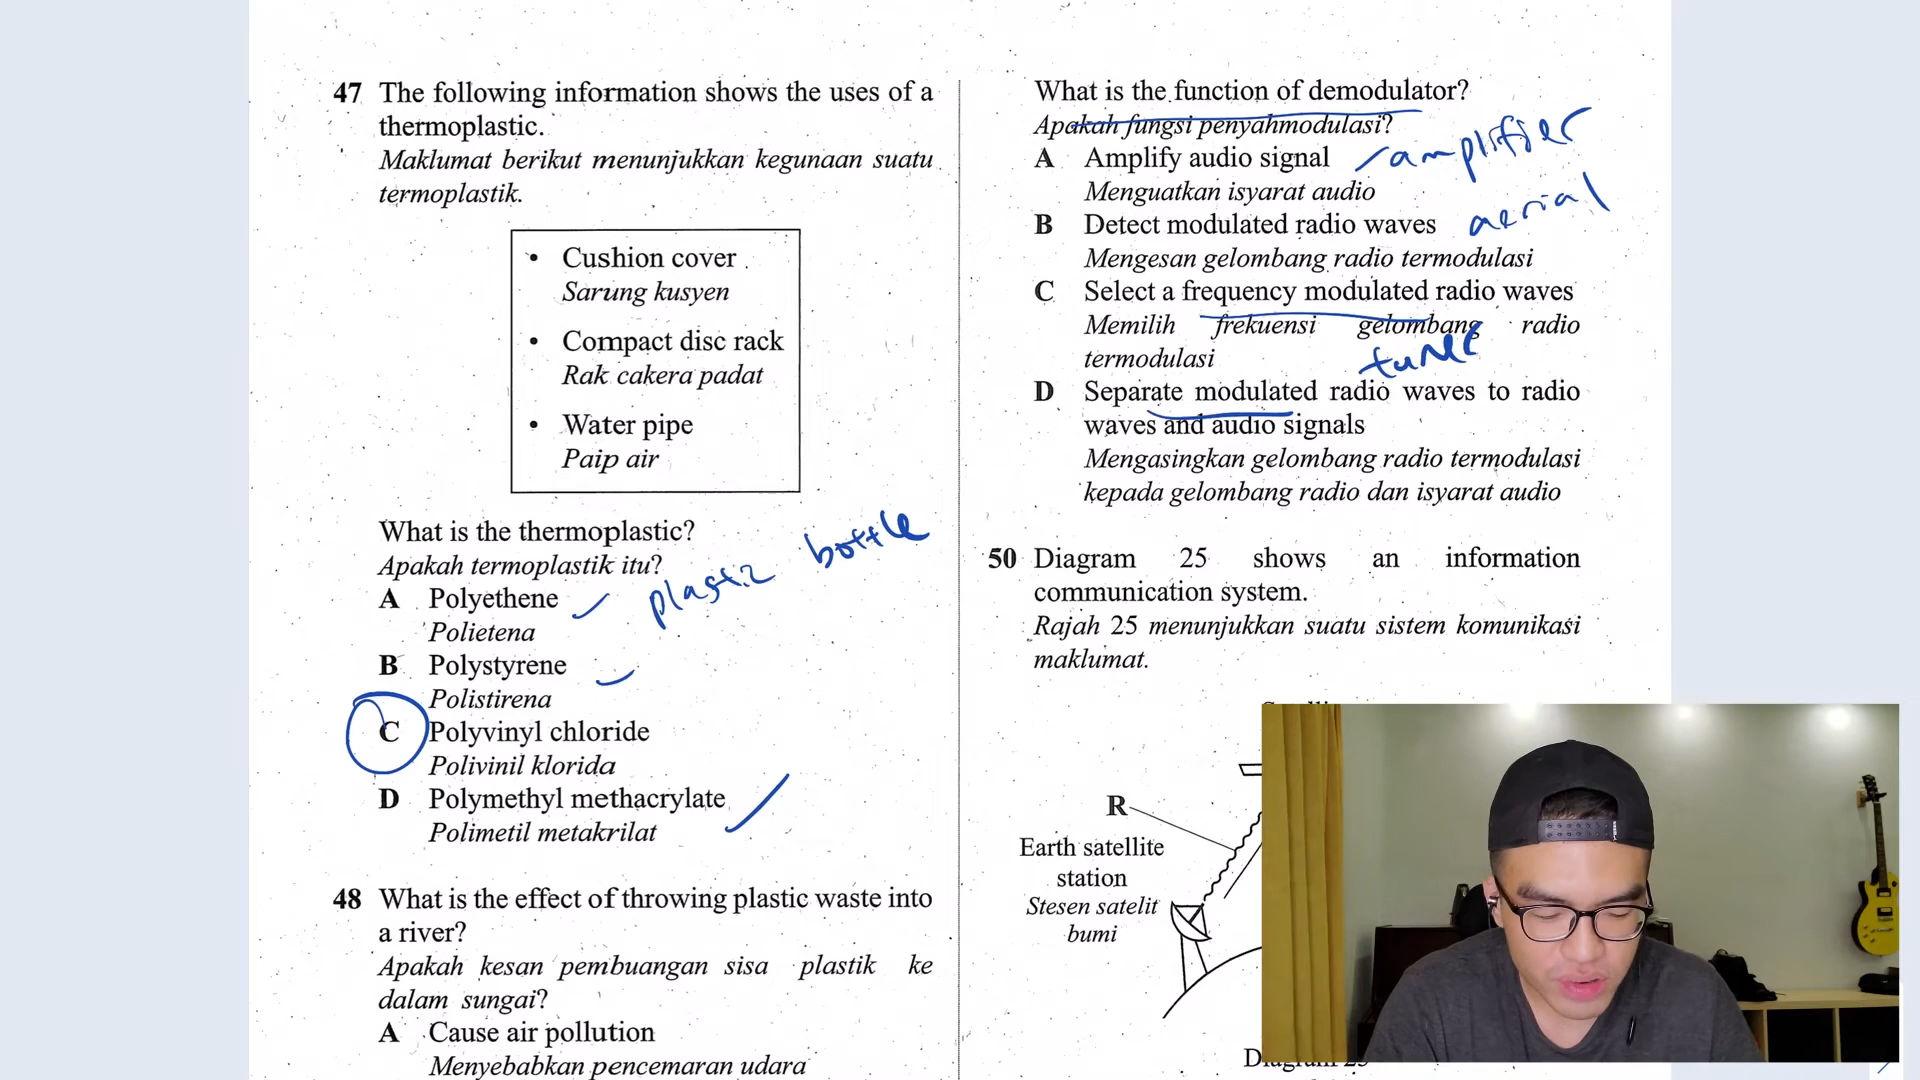 47 The following information shows the uses of a
thermoplastic.
Maklumat berikut menunjukkan kegunaan suatu
termoplastik.
• Cushion cover
Sarung kusyen
• Compact disc rack
Rak cakera padat
• Water pipe
Paip air
What is the thermoplastic?
Apakah termoplastik itu?
A Polyethene
plastic bottle
Polietena
B Polystyrene
Polistirena
C Polyvinyl chloride
Polivinil klorida
D Polymethyl methacrylate
Polimetil metakrilat
48 What is the effect of throwing plastic waste into
a river?
Apakah kesan pembuangan sisa plastik ke
dalam sungai?
A Cause air pollution
Menyebabkan pencemaran udara
What is the function of demodulator?
Apakah fungsi penyahmodulasi?
A Amplify audio signal
amplifier
Menguatkan isyarat audio
B Detect modulated radio waves
aerial
Mengesan gelombang radio termodulasi
C Select a frequency modulated radio waves
Memilih frekuensi gelombang radio
termodulasi
D Separate modulated radio waves to radio
waves and audio signals
Mengasingkan gelombang radio termodulasi
kepada gelombang radio dan isyarat audio
50 Diagram 25 shows an information
communication system.
Rajah 25 menunjukkan suatu sistem komunikasi
maklumat.
R
Earth satellite
station
Stesen satelit
bumi